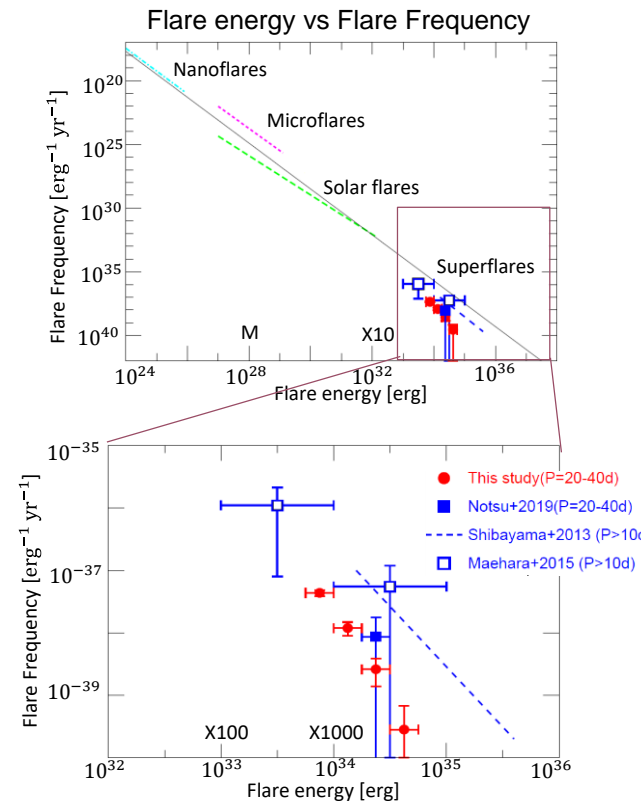 Flare energy vs Flare Frequency
Flare Frequency [erg⁻¹ yr⁻¹]
10²⁰
10²⁵
10³⁰
10³⁵
10⁴⁰
Nanoflares
Microflares
Solar flares
Superflares
M
X10
10²⁴
10²⁸
10³²
10³⁶
Flare energy [erg]
Flare Frequency [erg⁻¹ yr⁻¹]
10⁻³⁵
10⁻³⁷
10⁻³⁹
This study(P=20-40d)
Notsu+2019(P=20-40d)
Shibayama+2013 (P>10d
Maehara+2015 (P>10d)
X100
X1000
10³²
10³³
10³⁴
10³⁵
10³⁶
Flare energy [erg]